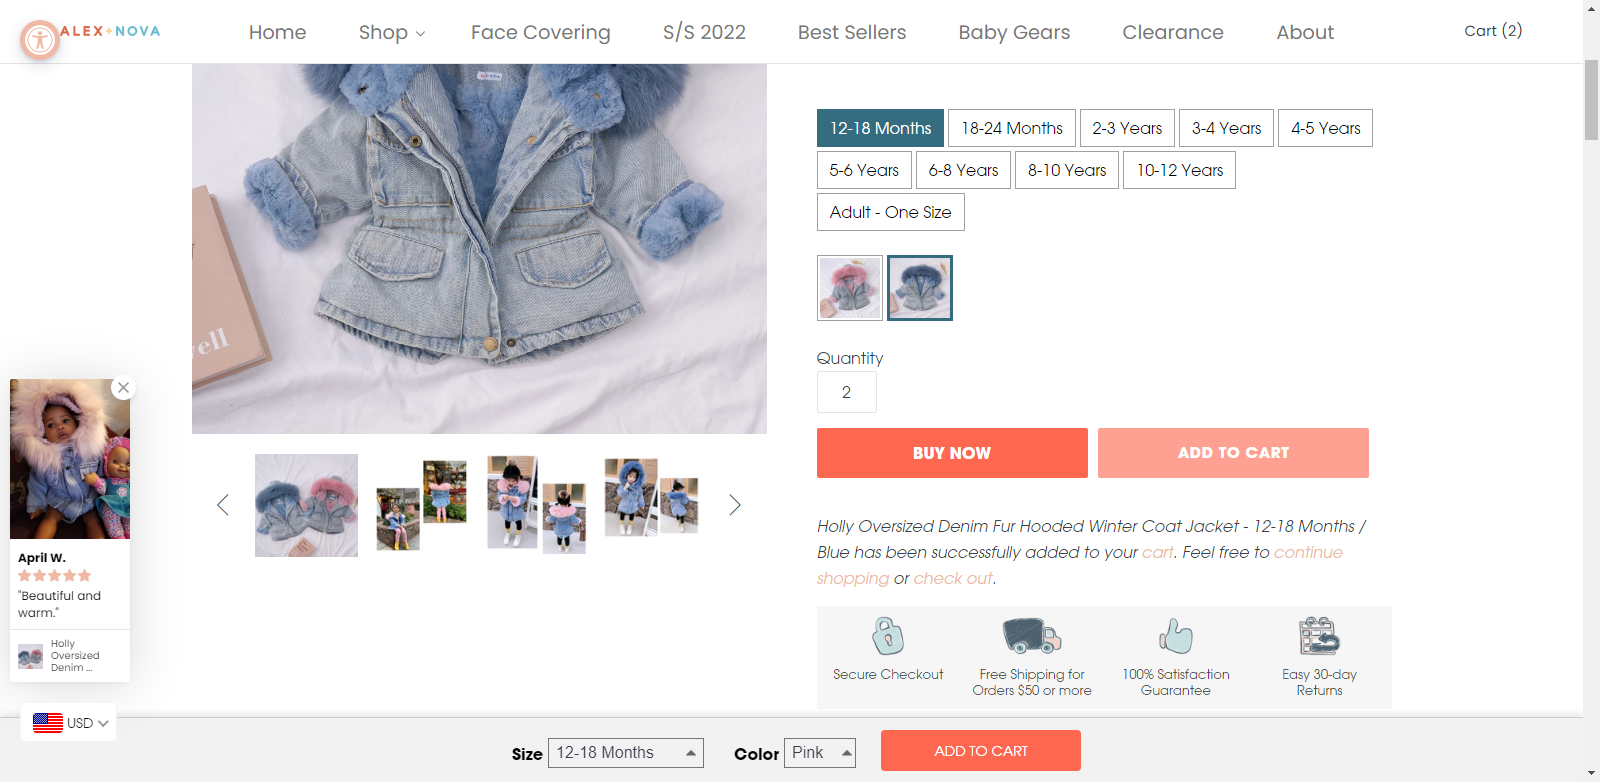 ALEX+NOVA
Home
Shop
Face Covering
S/S 2022
Best Sellers
Baby Gears
Clearance
About
Cart (2)
12-18 Months
18-24 Months
2-3 Years
3-4 Years
4-5 Years
5-6 Years
6-8 Years
8-10 Years
10-12 Years
Adult - One Size
Quantity
2
BUY NOW
ADD TO CART
Holly Oversized Denim Fur Hooded Winter Coat Jacket - 12-18 Months /
Blue has been successfully added to your cart. Feel free to continue
shopping or check out.
Secure Checkout
Free Shipping for
Orders $50 or more
100% Satisfaction
Guarantee
Easy 30-day
Returns
April W.
"Beautiful and
warm."
Holly
Oversized
Denim ...
USD
Size
12-18 Months
Color
Pink
ADD TO CART